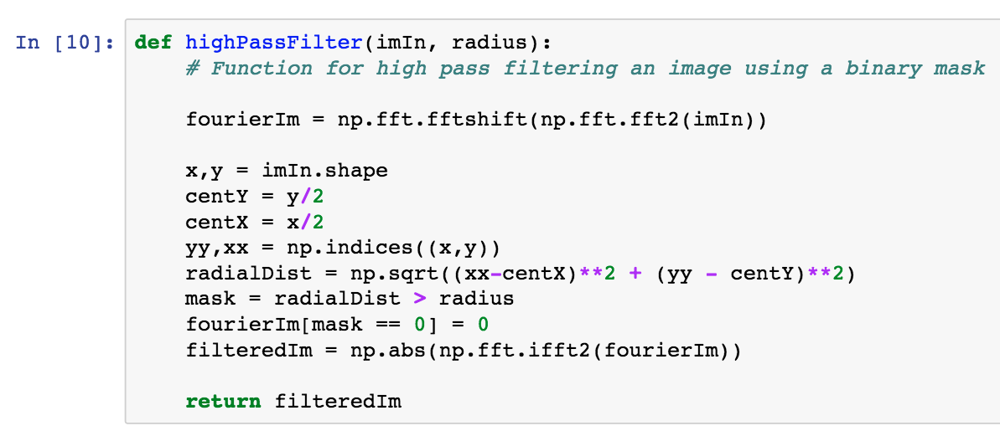 In [10]: def highPassFilter(imIn, radius):
# Function for high pass filtering an image using a binary mask
fourierIm = np.fft.fftshift(np.fft.fft2(imIn))
x,y = imIn.shape
centY = y/2
centX = x/2
yy,xx = np.indices((x,y))
radialDist = np.sqrt((xx-centX)**2 + (yy - centY)**2)
mask = radialDist > radius
fourierIm[mask == 0] = 0
filteredIm = np.abs(np.fft.ifft2(fourierIm))
return filteredIm